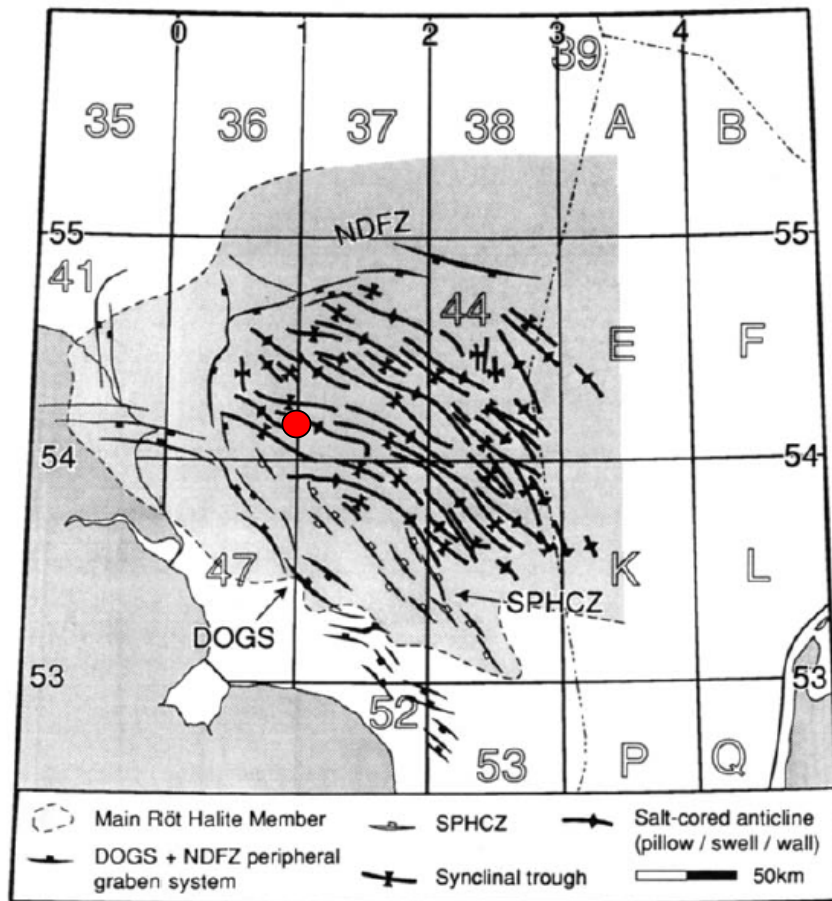 0 1 2 3 4
39
35 36 37 38 A B
NDFZ
55 55
41 44 E F
54 54
47 K L
SPHCZ
DOGS
53 53
52 53 P Q
Main Röt Halite Member
DOGS + NDFZ peripheral
graben system
SPHCZ
Synclinal trough
Salt-cored anticline
(pillow / swell / wall)
50km